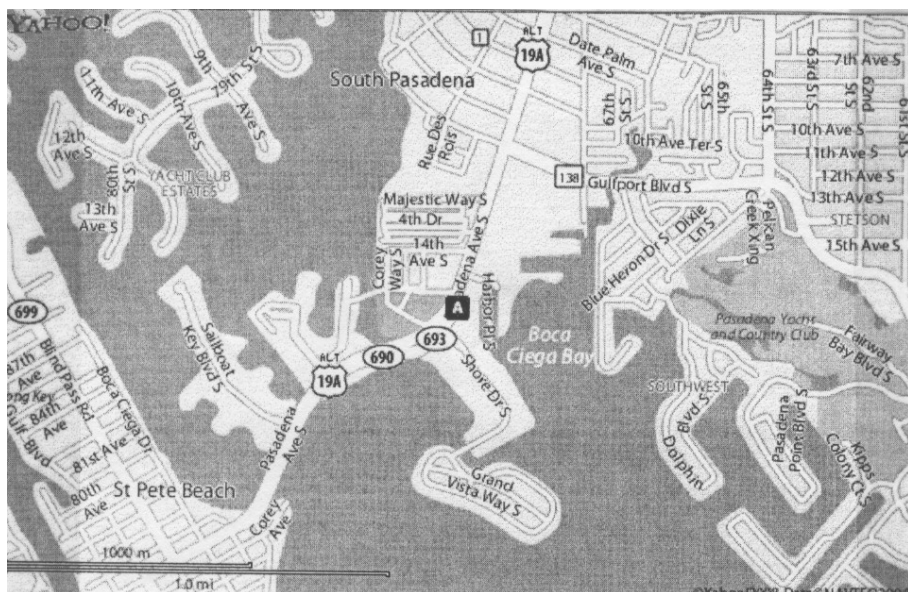 YAHOO!
1
ALT
19A
Date Palm
Ave S
7th Ave S
63rd St S
62nd
St S
61st St S
64th St S
65th
St S
67th
St S
9th
Ave S
79th St S
10th Ave S
11th Ave S
12th
Ave S
80th
St S
13th
Ave S
YACHT CLUB
ESTATES
South Pasadena
Rue Des
Rois
10th Ave Ter S
10th Ave S
11th Ave S
12th Ave S
13th Ave S
STETSON
15th Ave S
138
Gulfport Blvd S
Majestic Way S
4th Dr
14th
Ave S
Corey
Way S
adena Ave S
Harbor Pl S
Blue Heron Dr S
Dixie
Ln S
Pelican
Creek Xing
A
693
690
ALT
19A
Boca
Ciega Bay
Pasadena Yacht
and Country Club
Fairway
Bay Blvd S
699
87th
Ave
ong Key
84th
Ave
Gulf Blvd
Blind Pass Rd
Boca Ciega Dr
81st Ave
80th
Ave
St Pete Beach
Corey
Ave
Sailboat
Key Blvd S
Pasadena
Ave S
Shore Dr S
Grand
Vista Way S
SOUTHWEST
Blvd S
Dolphin
Pasadena
Point Blvd S
Kipps
Colony Ct S
1000 m
1.0 mi